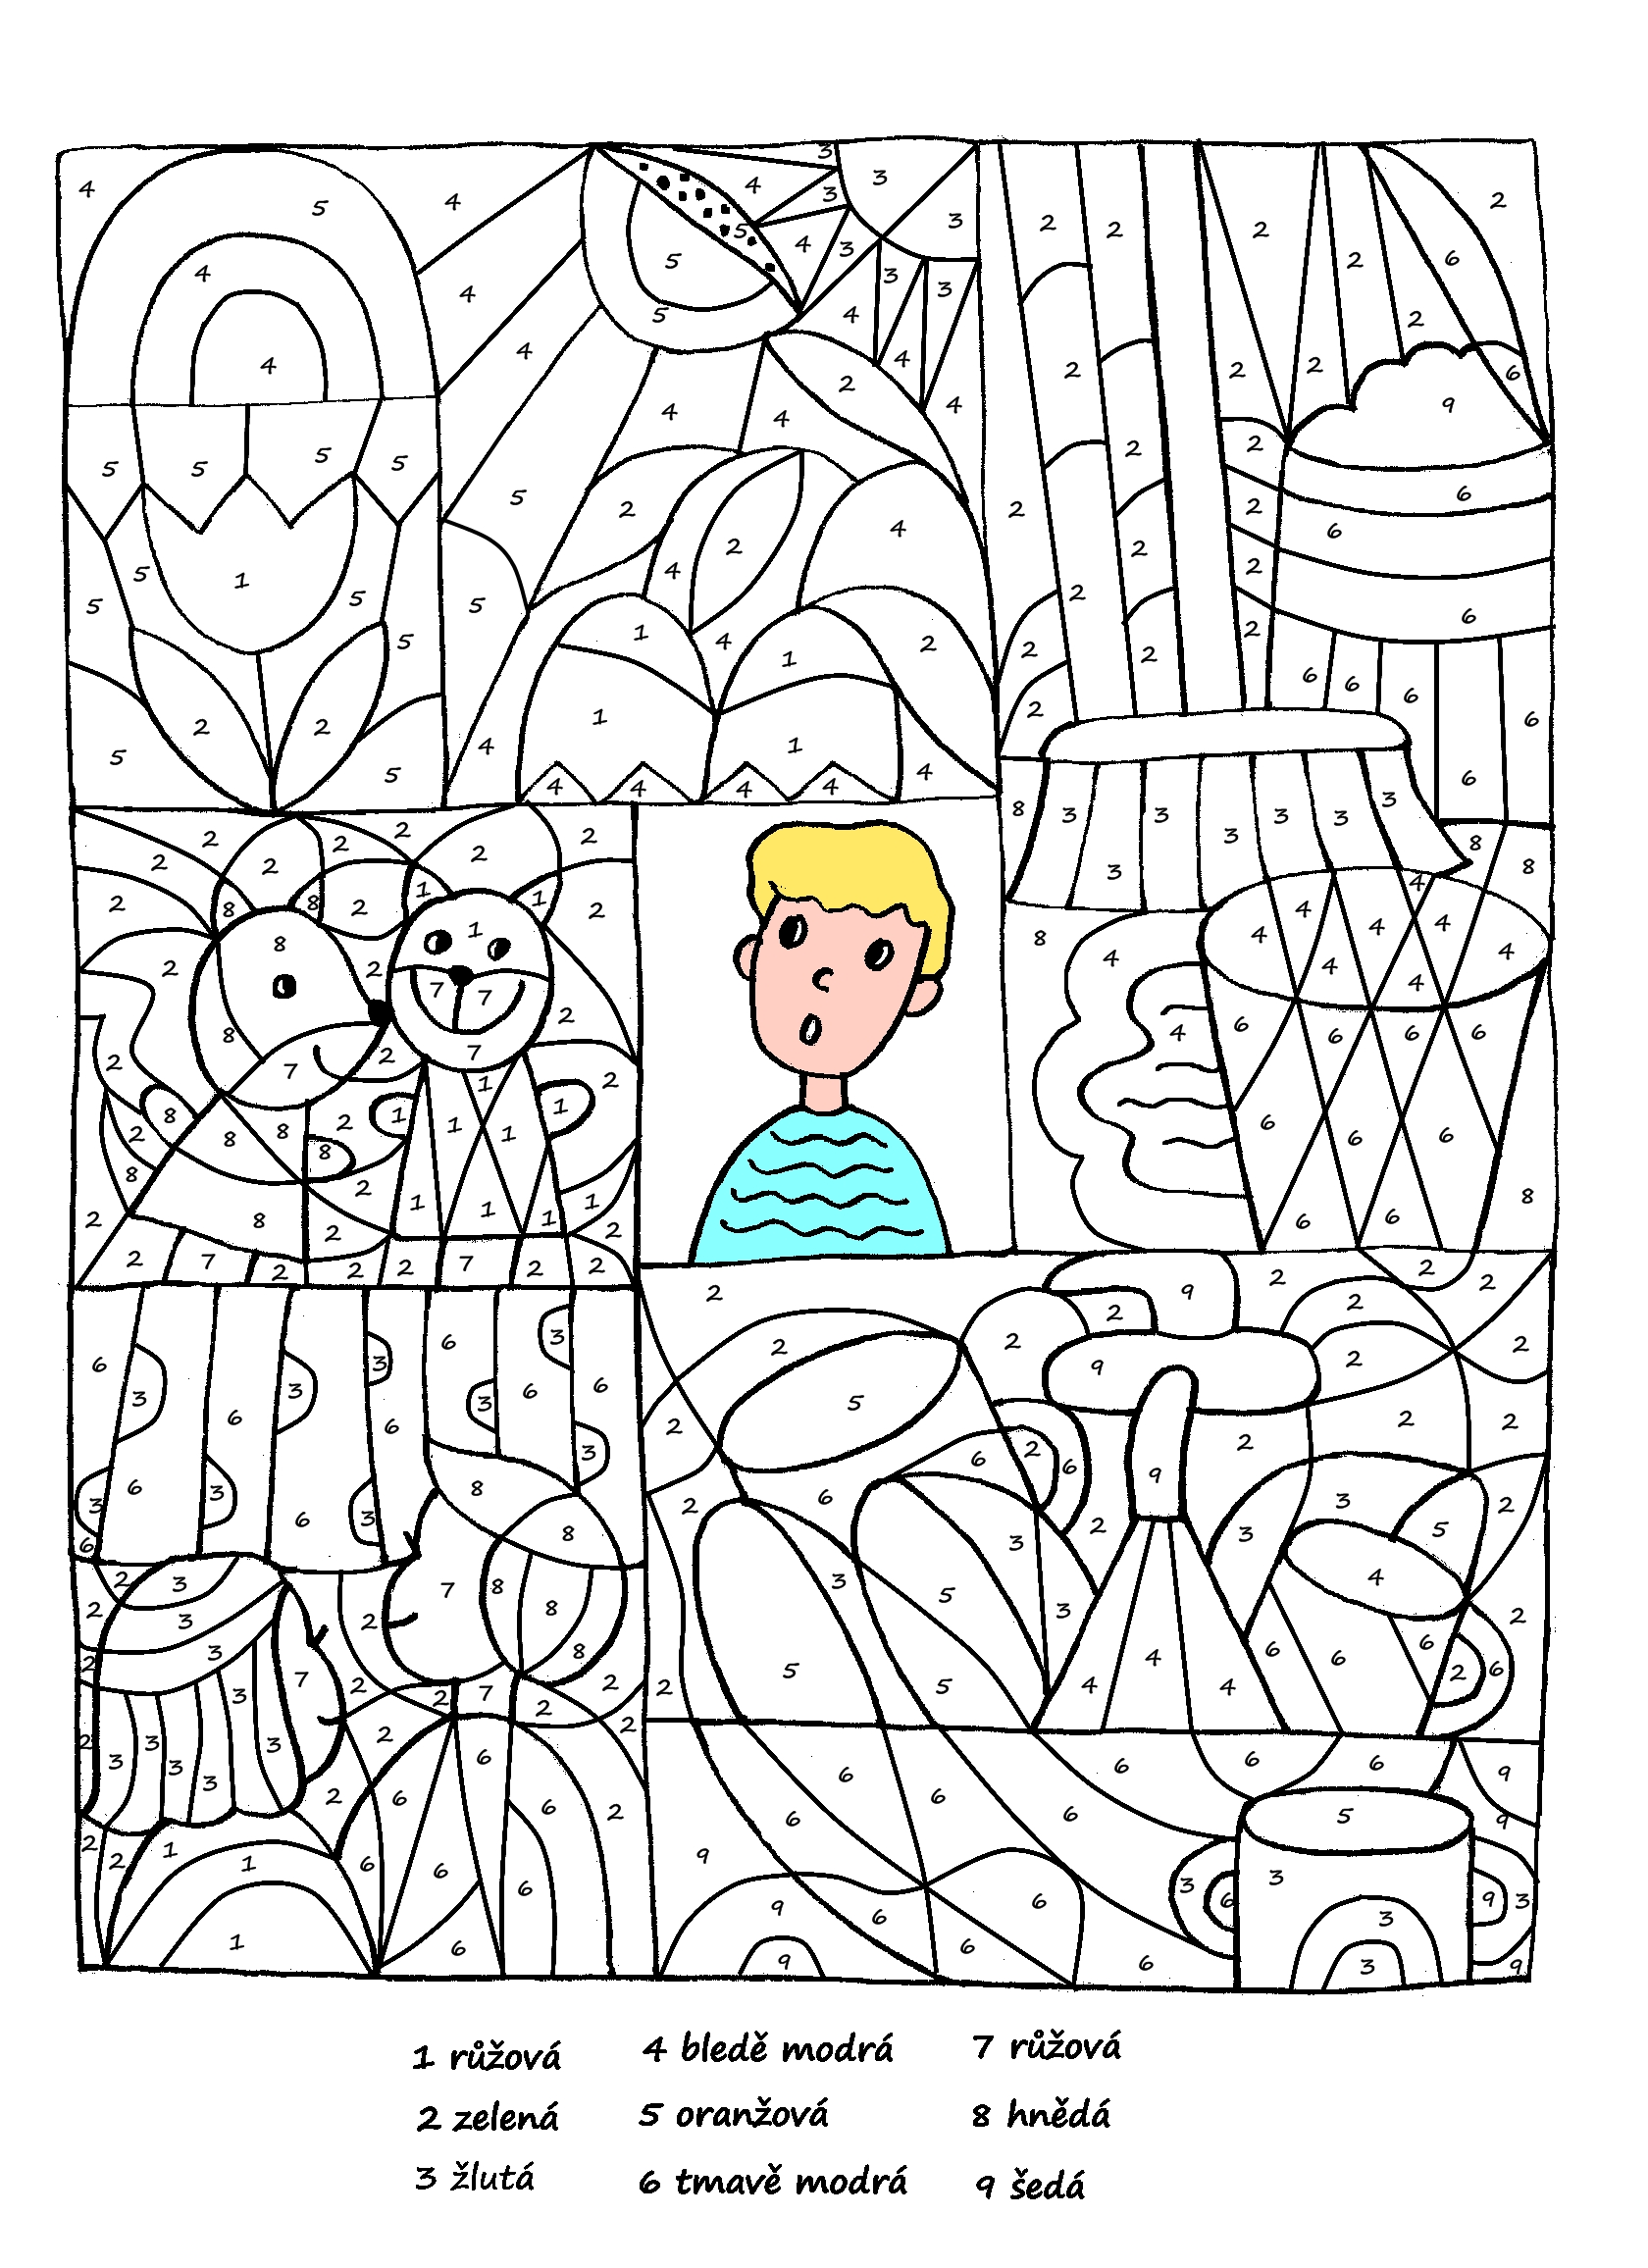 1 růžová
2 zelená
3 žlutá
4 bledě modrá
5 oranžová
6 tmavě modrá
7 růžová
8 hnědá
9 šedá